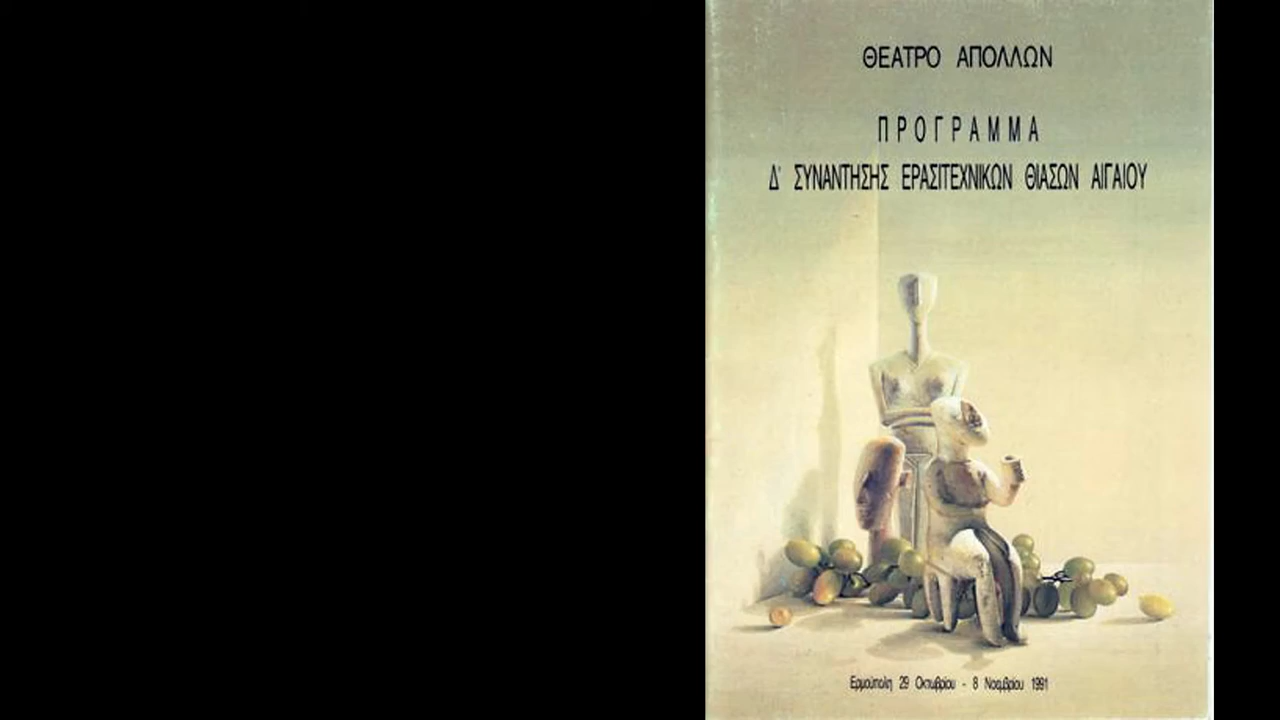 ΘΕΑΤΡΟ ΑΠΟΛΛΩΝ
ΠΡΟΓΡΑΜΜΑ
Δ' ΣΥΝΑΝΤΗΣΗΣ ΕΡΑΣΙΤΕΧΝΙΚΩΝ ΘΙΑΣΩΝ ΑΙΓΑΙΟΥ
Ερμούπολη 29 Οκτωβρίου - 8 Νοεμβρίου 1991